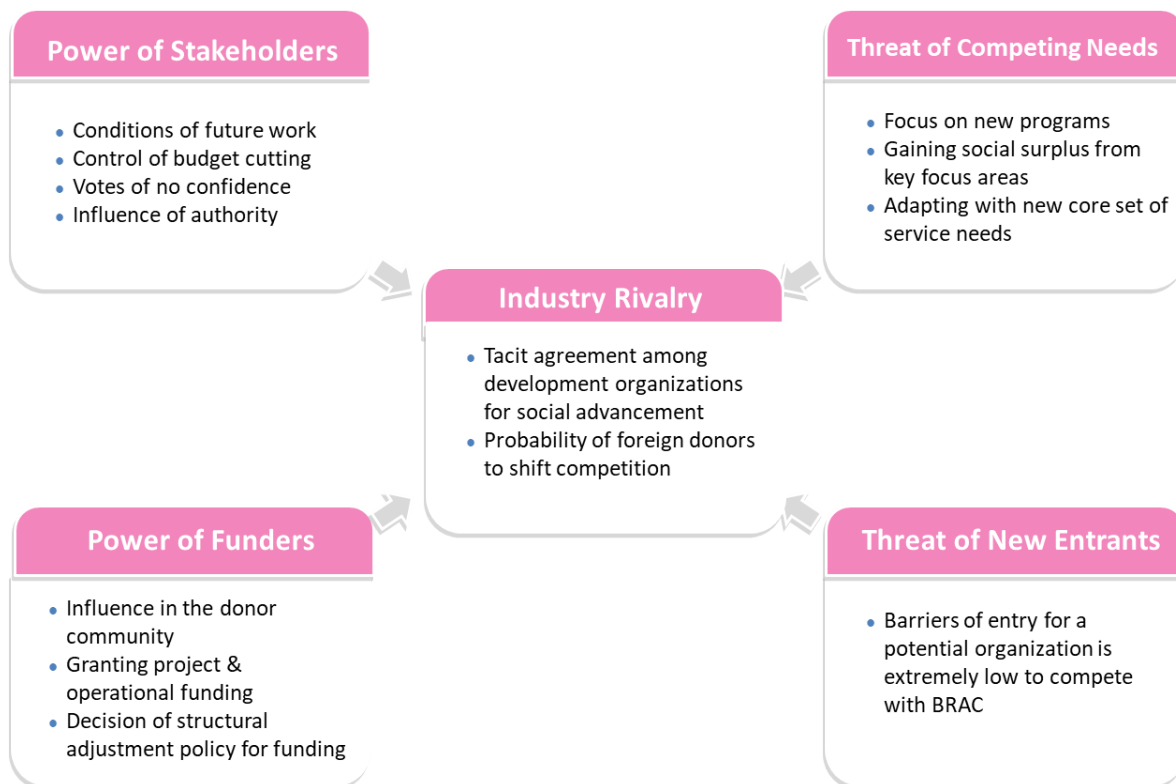 Power of Stakeholders
• Conditions of future work
• Control of budget cutting
• Votes of no confidence
• Influence of authority
Threat of Competing Needs
• Focus on new programs
• Gaining social surplus from
key focus areas
• Adapting with new core set of
service needs
Industry Rivalry
• Tacit agreement among
development organizations
for social advancement
• Probability of foreign donors
to shift competition
Power of Funders
• Influence in the donor
community
• Granting project &
operational funding
• Decision of structural
adjustment policy for funding
Threat of New Entrants
• Barriers of entry for a
potential organization is
extremely low to compete
with BRAC